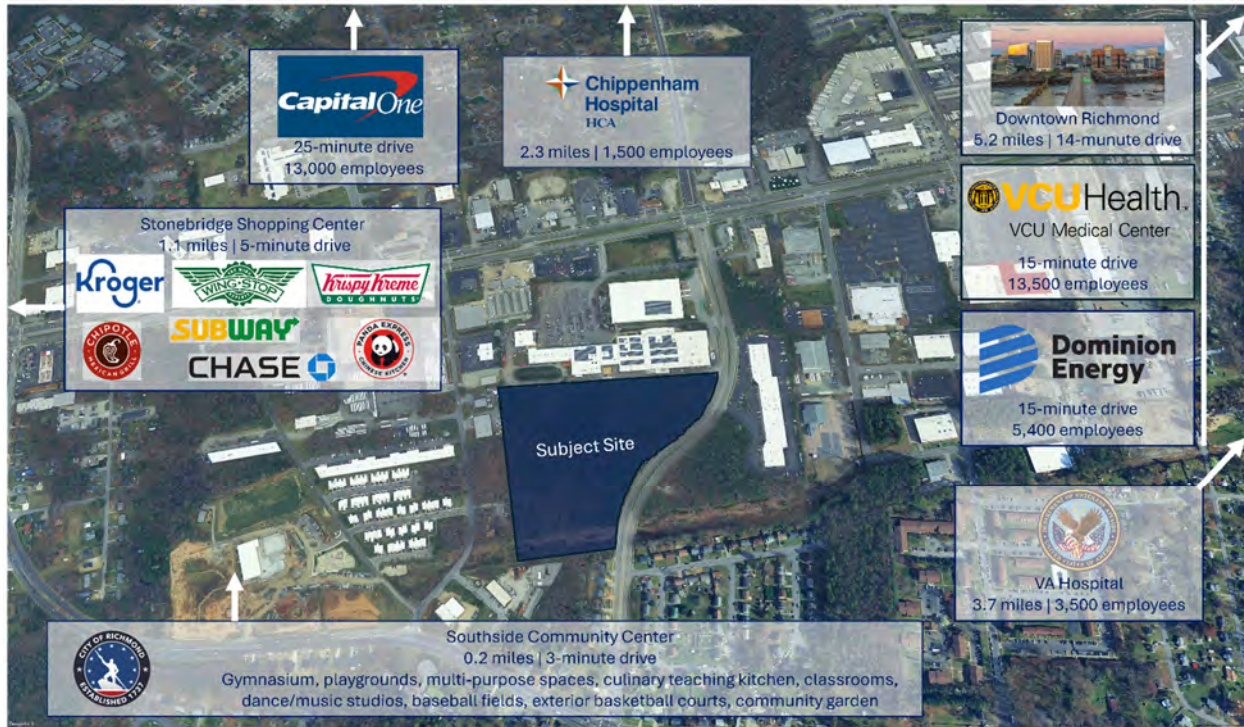 Capital One
25-minute drive
13,000 employees
Chippenham
Hospital
HCA
2.3 miles | 1,500 employees
Downtown Richmond
5.2 miles | 14-munute drive
VCUHealth.
VCU Medical Center
15-minute drive
13,500 employees
Dominion
Energy
15-minute drive
5,400 employees
Stonebridge Shopping Center
1.1 miles | 5-minute drive
Kroger
WING·STOP
Krispy Kreme
DOUGHNUTS
CHIPOTLE
MEXICAN GRILL
SUBWAY
CHASE
PANDA EXPRESS
CHINESE KITCHEN
Subject Site
VA Hospital
3.7 miles | 3,500 employees
CITY OF RICHMOND
ESTABLISHED 1737
Southside Community Center
0.2 miles | 3-minute drive
Gymnasium, playgrounds, multi-purpose spaces, culinary teaching kitchen, classrooms,
dance/music studios, baseball fields, exterior basketball courts, community garden